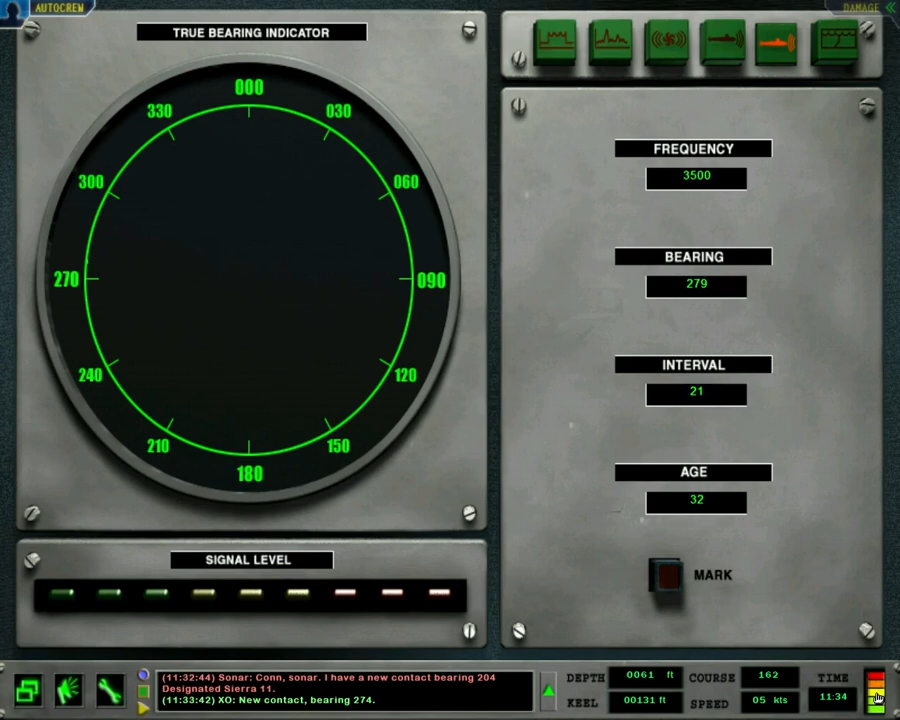 AUTOCREW
DAMAGE
TRUE BEARING INDICATOR
000
330
030
300
060
270
090
240
120
210
150
180
FREQUENCY
3500
BEARING
279
INTERVAL
21
AGE
32
MARK
SIGNAL LEVEL
(11:32:44) Sonar: Conn, sonar. I have a new contact bearing 204
Designated Sierra 11.
(11:33:42) XO: New contact, bearing 274.
DEPTH 0061 ft COURSE 162 TIME
KEEL 00131 ft SPEED 05 kts 11:34